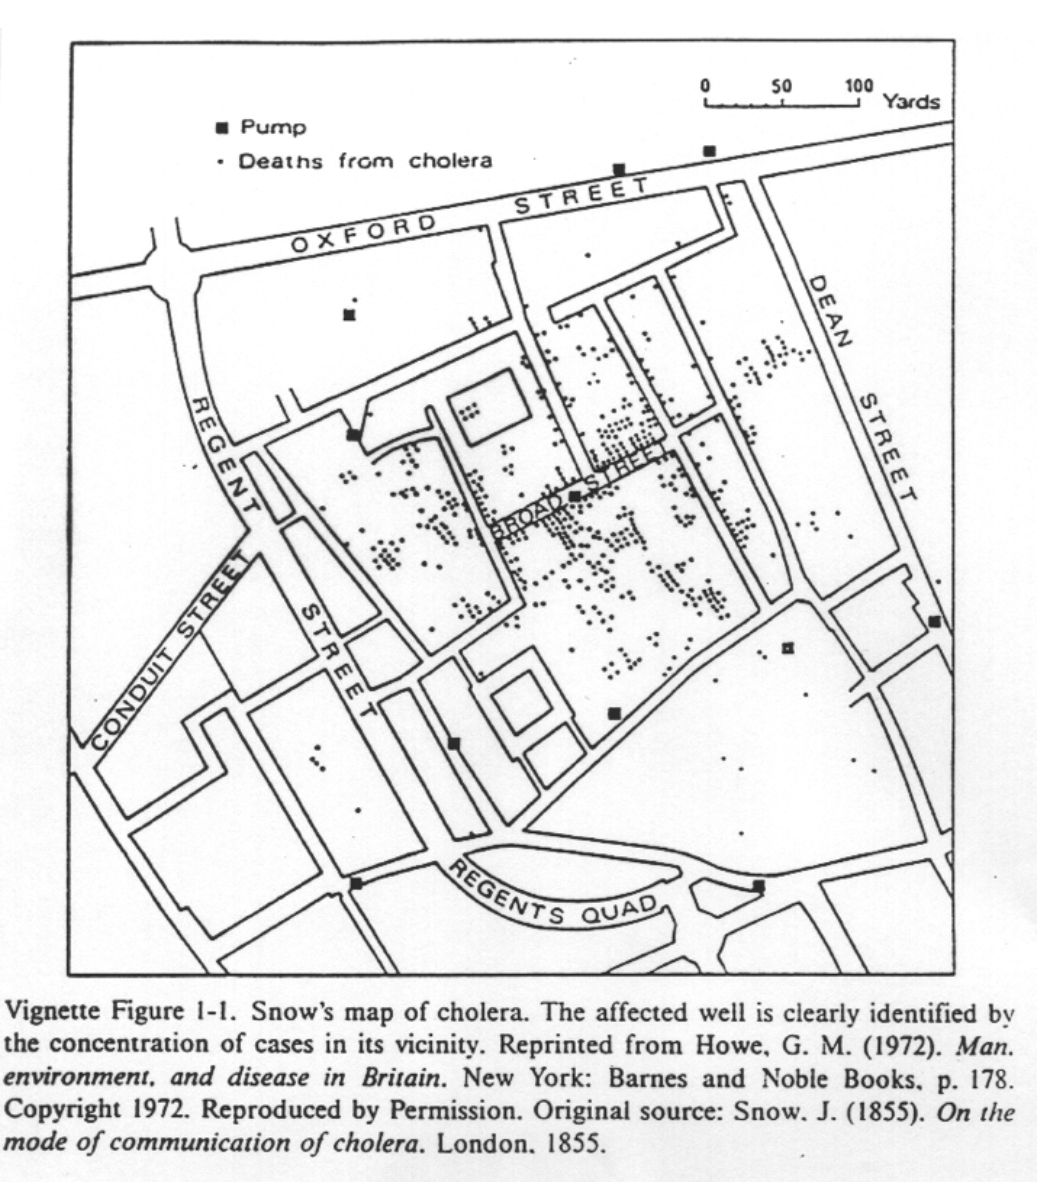 0 50 100
Yards
Pump
Deaths from cholera
OXFORD STREET
DEAN STREET
REGENT STREET
BROAD STREET
CONDUIT STREET
REGENTS QUAD
Vignette Figure 1-1. Snow's map of cholera. The affected well is clearly identified by
the concentration of cases in its vicinity. Reprinted from Howe, G. M. (1972). Man.
environment. and disease in Britain. New York: Barnes and Noble Books. p. 178.
Copyright 1972. Reproduced by Permission. Original source: Snow. J. (1855). On the
mode of communication of cholera. London. 1855.